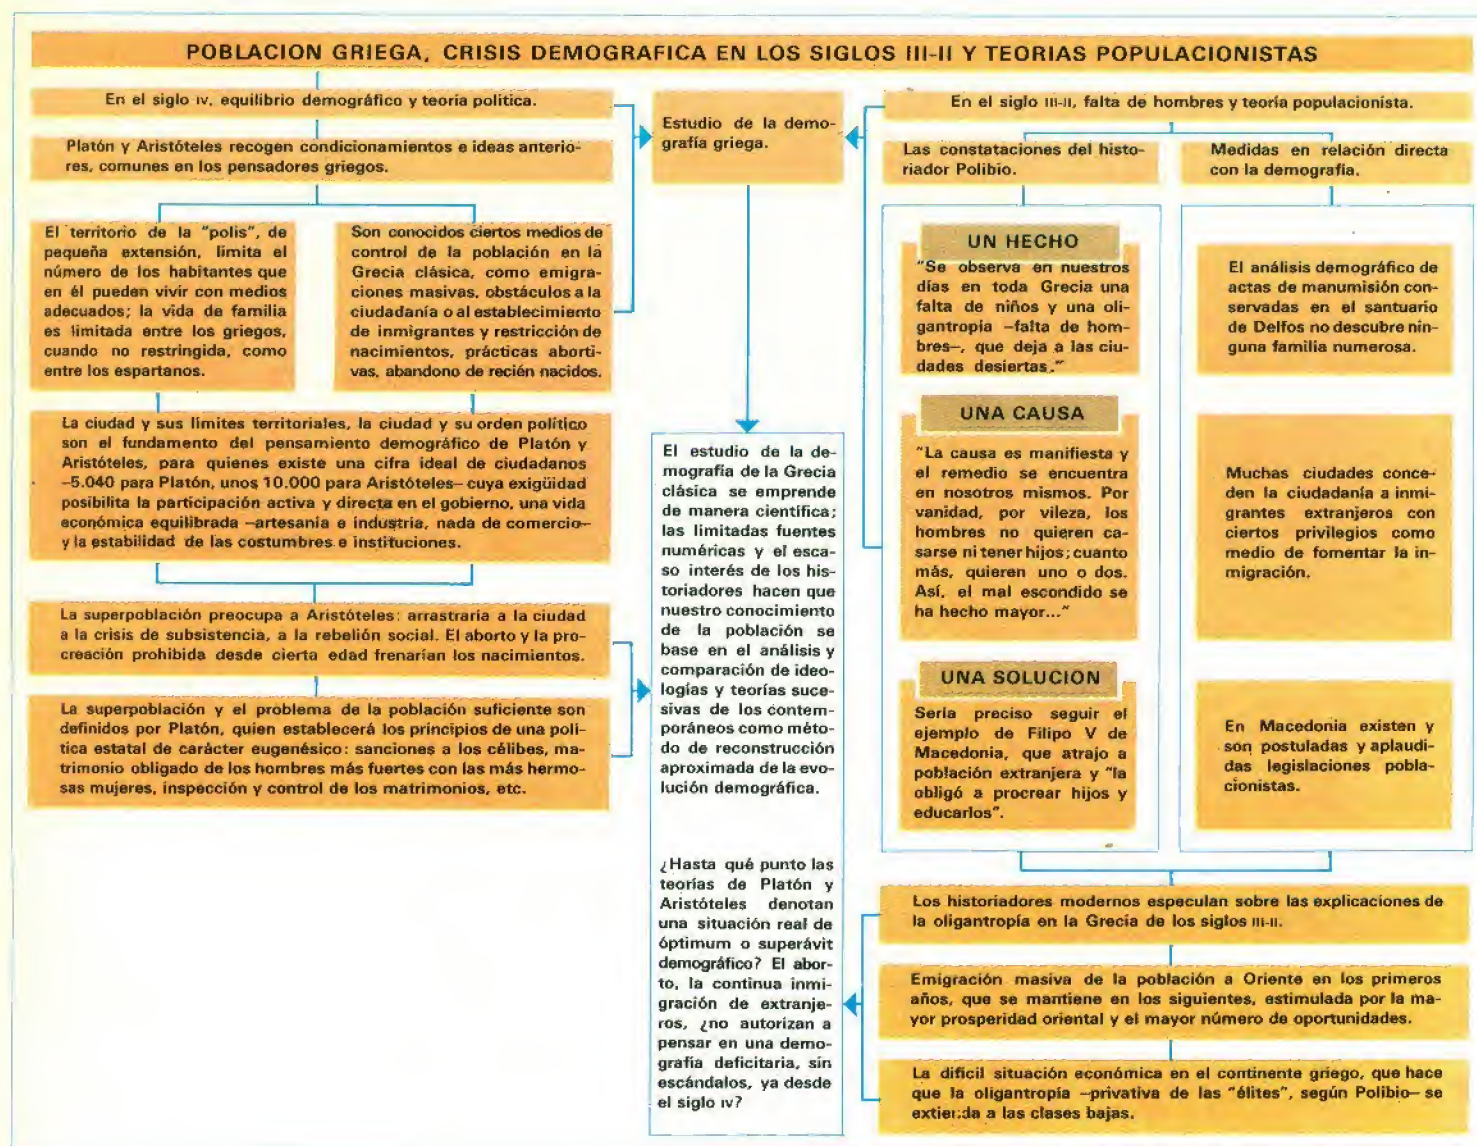 POBLACION GRIEGA, CRISIS DEMOGRAFICA EN LOS SIGLOS III-II Y TEORIAS POPULACIONISTAS
En el siglo IV, equilibrio demográfico y teoría política.
Platón y Aristóteles recogen condicionamientos e ideas anterio-
res, comunes en los pensadores griegos.
El territorio de la "polis", de
pequeña extensión, limita el
número de los habitantes que
en él pueden vivir con medios
adecuados; la vida de familia
es limitada entre los griegos,
cuando no restringida, como
entre los espartanos.
Son conocidos ciertos medios de
control de la población en la
Grecia clásica, como emigra-
ciones masivas, obstáculos a la
ciudadanía o al establecimiento
de inmigrantes y restricción de
nacimientos, prácticas aborti-
vas, abandono de recién nacidos.
La ciudad y sus límites territoriales, la ciudad y su orden político
son el fundamento del pensamiento demográfico de Platón y
Aristóteles, para quienes existe una cifra ideal de ciudadanos
–5.040 para Platón, unos 10.000 para Aristóteles– cuya exigüidad
posibilita la participación activa y directa en el gobierno, una vida
económica equilibrada –artesanía e industria, nada de comercio–
y la estabilidad de las costumbres e instituciones.
La superpoblación preocupa a Aristóteles: arrastraría a la ciudad
a la crisis de subsistencia, a la rebelión social. El aborto y la pro-
creación prohibida desde cierta edad frenarían los nacimientos.
La superpoblación y el problema de la población suficiente son
definidos por Platón, quien establecerá los principios de una polí-
tica estatal de carácter eugenésico: sanciones a los célibes, ma-
trimonio obligado de los hombres más fuertes con las más hermo-
sas mujeres, inspección y control de los matrimonios, etc.
Estudio de la demo-
grafía griega.
El estudio de la de-
mografía de la Grecia
clásica se emprende
de manera científica;
las limitadas fuentes
numéricas y el esca-
so interés de los his-
toriadores hacen que
nuestro conocimiento
de la población se
base en el análisis y
comparación de ideo-
logías y teorías suce-
sivas de los contem-
poráneos como méto-
do de reconstrucción
aproximada de la evo-
lución demográfica.
¿Hasta qué punto las
teorías de Platón y
Aristóteles denotan
una situación real de
óptimum o superávit
demográfico? El abor-
to, la continua inmi-
gración de extranje-
ros, ¿no autorizan a
pensar en una demo-
grafía deficitaria, sin
escándalos, ya desde
el siglo IV?
En el siglo III-II, falta de hombres y teoría populacionista.
Las constataciones del histo-
riador Polibio.
UN HECHO
"Se observa en nuestros
días en toda Grecia una
falta de niños y una oli-
gantropía –falta de hom-
bres–, que deja a las ciu-
dades desiertas."
UNA CAUSA
"La causa es manifiesta y
el remedio se encuentra
en nosotros mismos. Por
vanidad, por vileza, los
hombres no quieren ca-
sarse ni tener hijos; cuanto
más, quieren uno o dos.
Así, el mal escondido se
ha hecho mayor..."
UNA SOLUCION
Sería preciso seguir el
ejemplo de Filipo V de
Macedonia, que atrajo a
población extranjera y "la
obligó a procrear hijos y
educarlos".
Medidas en relación directa
con la demografía.
El análisis demográfico de
actas de manumisión con-
servadas en el santuario
de Delfos no descubre nin-
guna familia numerosa.
Muchas ciudades conce-
den la ciudadanía a inmi-
grantes extranjeros con
ciertos privilegios como
medio de fomentar la in-
migración.
En Macedonia existen y
son postuladas y aplaudi-
das legislaciones pobla-
cionistas.
Los historiadores modernos especulan sobre las explicaciones de
la oligantropía en la Grecia de los siglos III-II.
Emigración masiva de la población a Oriente en los primeros
años, que se mantiene en los siguientes, estimulada por la ma-
yor prosperidad oriental y el mayor número de oportunidades.
La difícil situación económica en el continente griego, que hace
que la oligantropía –privativa de las "élites", según Polibio– se
extienda a las clases bajas.